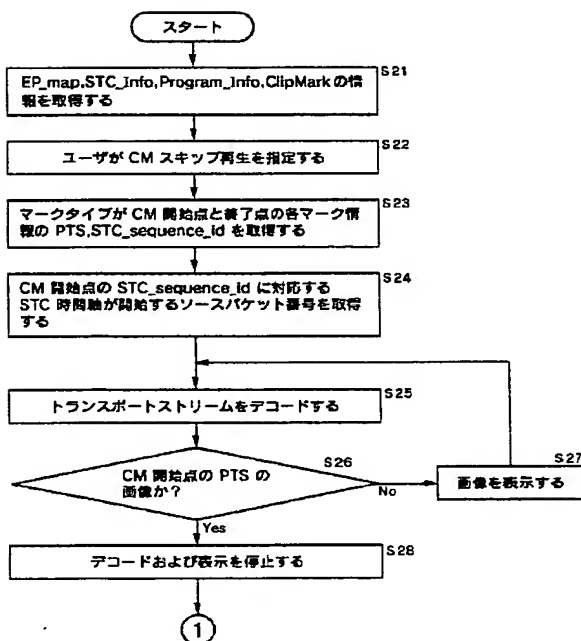 スタート
S21
EP_map,STC_Info,Program_Info,ClipMarkの情
報を取得する
S22
ユーザが CM スキップ再生を指定する
S23
マークタイプが CM 開始点と終了点の各マーク情
報の PTS,STC_sequence_id を取得する
S24
CM 開始点の STC_sequence_id に対応する
STC 時間軸が開始するソースパケット番号を取得
する
S25
トランスポートストリームをデコードする
S26
CM 開始点の PTS の
画像か?
No
S27
画像を表示する
Yes
S28
デコードおよび表示を停止する
1